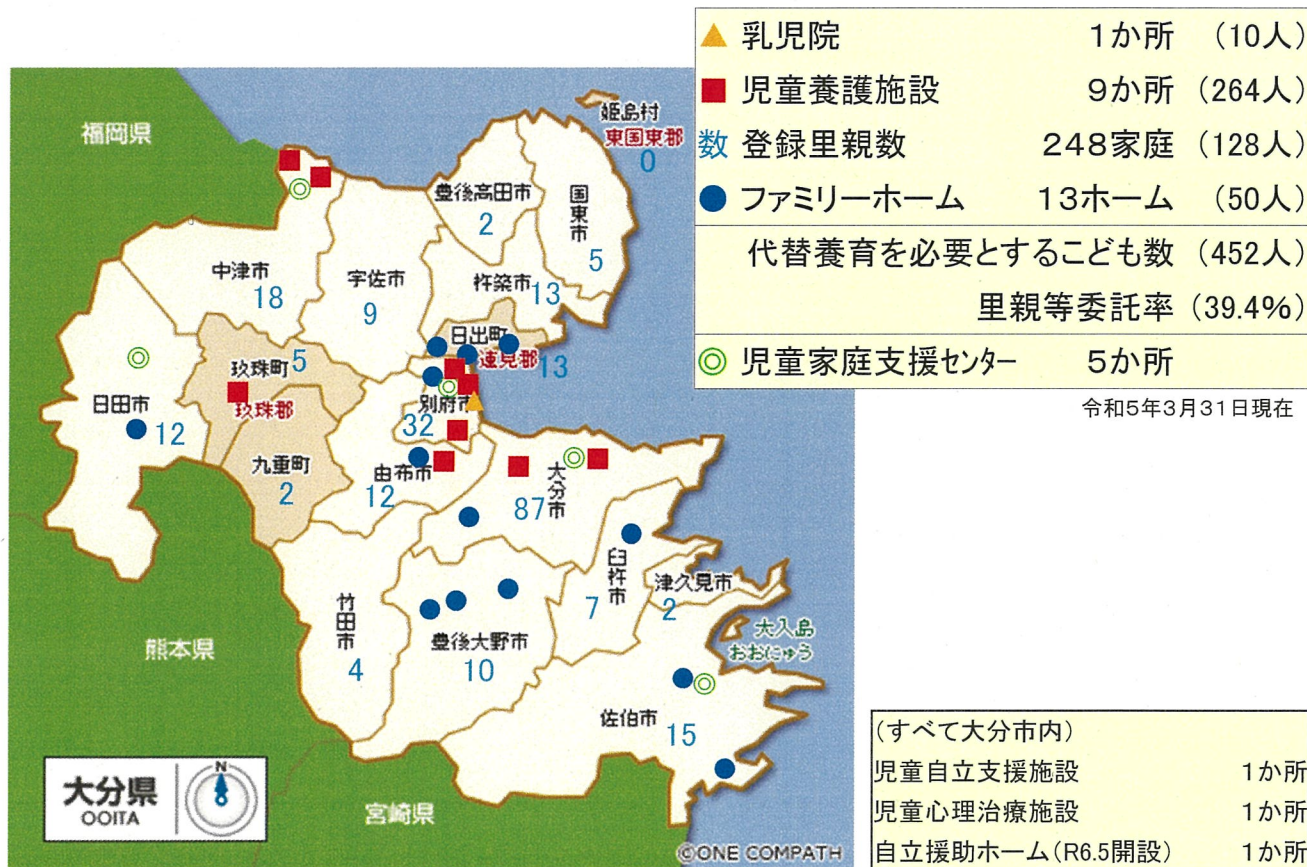 ▲ 乳児院 1か所 (10人)
■ 児童養護施設 9か所 (264人)
数 登録里親数 248家庭 (128人)
● ファミリーホーム 13ホーム (50人)
代替養育を必要とするこども数 (452人)
里親等委託率 (39.4%)
◎ 児童家庭支援センター 5か所
令和5年3月31日現在
福岡県
姫島村
東国東郡
0
豊後高田市
2
国東市
5
中津市
18
宇佐市
9
杵築市
13
日出町
速見郡
13
玖珠町
5
玖珠郡
日田市
12
別府市
32
九重町
2
由布市
12
大分市
87
臼杵市
7
津久見市
2
竹田市
4
豊後大野市
10
大入島
おおにゅう
熊本県
佐伯市
15
宮崎県
大分県
OOITA
N
©ONE COMPATH
(すべて大分市内)
児童自立支援施設 1か所
児童心理治療施設 1か所
自立援助ホーム(R6.5開設) 1か所